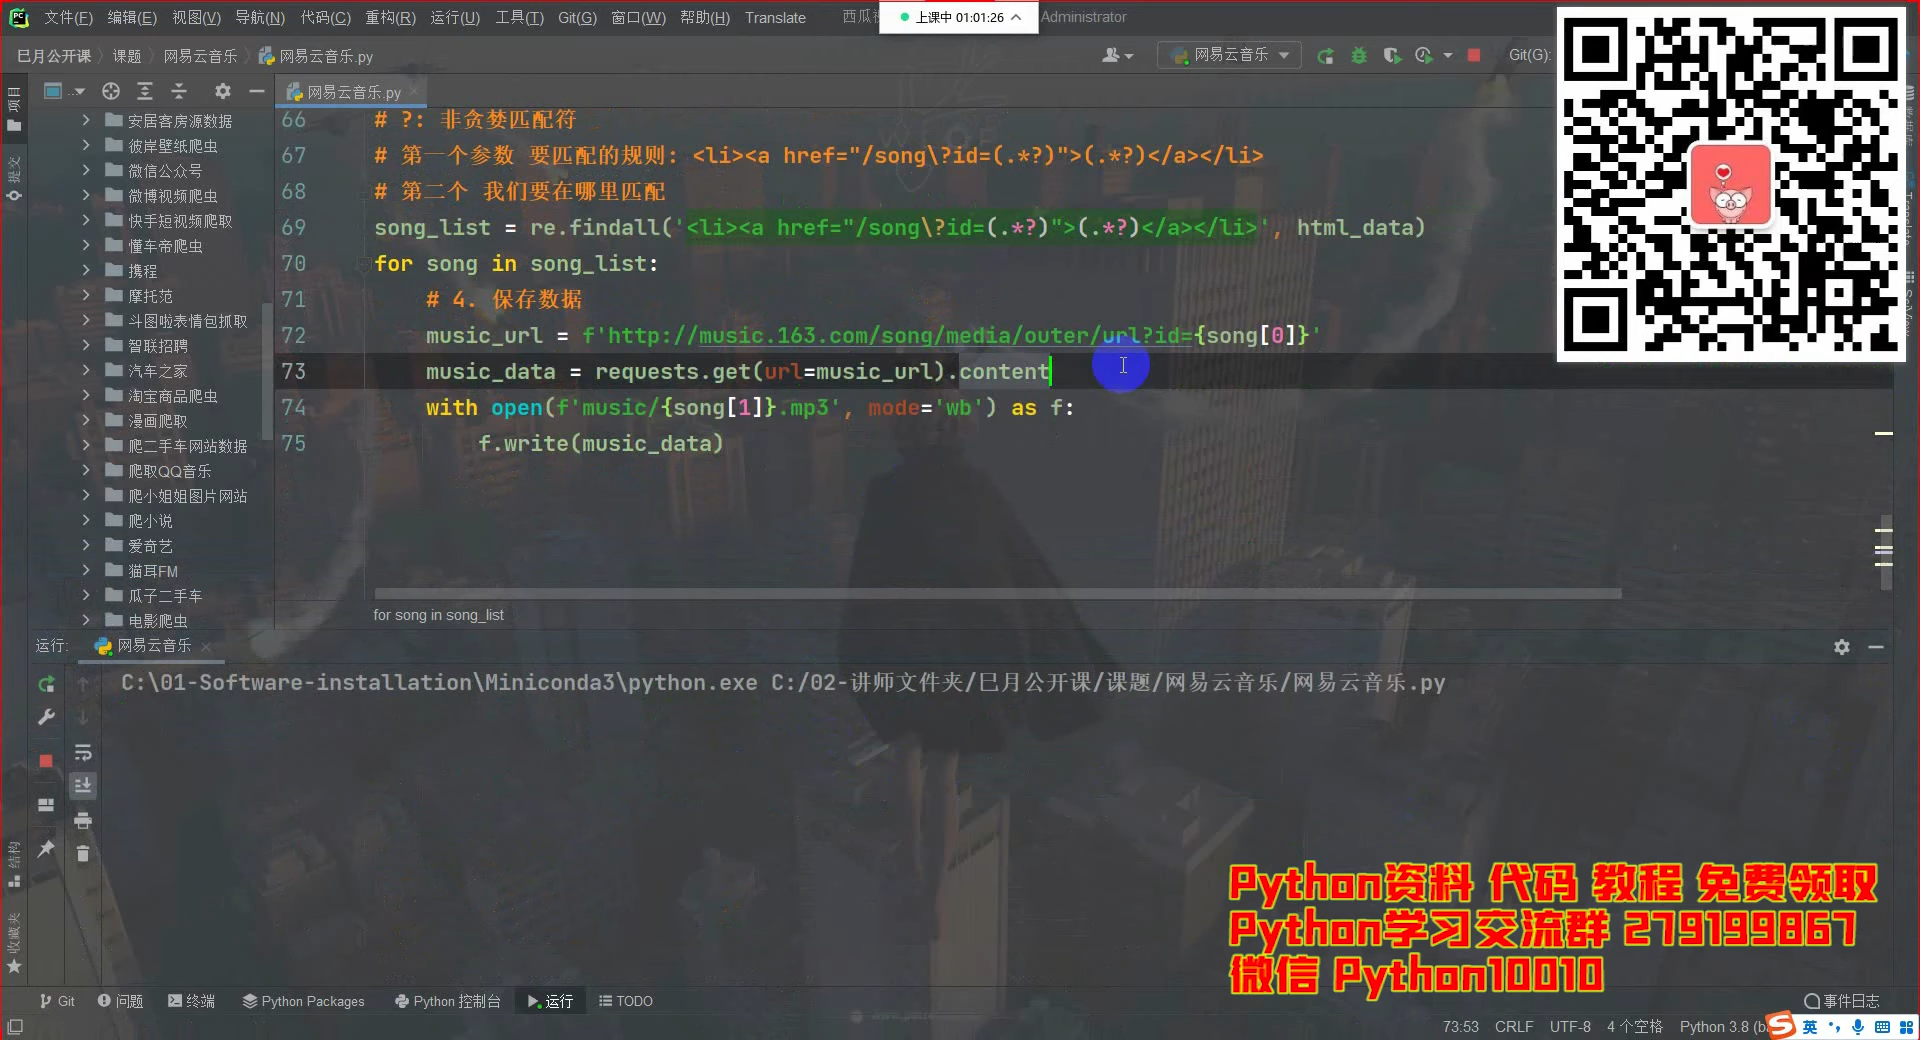 文件(F) 编辑(E) 视图(V) 导航(N) 代码(C) 重构(R) 运行(U) 工具(T) Git(G) 窗口(W) 帮助(H) Translate
上课中 01:01:26
Administrator
巳月公开课 课题 网易云音乐 网易云音乐.py
网易云音乐
Git(G):
项目
提交
结构
收藏夹
网易云音乐.py
安居客房源数据
彼岸壁纸爬虫
微信公众号
微博视频爬虫
快手短视频爬取
懂车帝爬虫
携程
摩托范
斗图啦表情包抓取
智联招聘
汽车之家
淘宝商品爬虫
漫画爬取
爬二手车网站数据
爬取QQ音乐
爬小姐姐图片网站
爬小说
爱奇艺
猫耳FM
瓜子二手车
电影爬虫
66 # ?: 非贪婪匹配符
67 # 第一个参数 要匹配的规则: <li><a href="/song\?id=(.*?)">(.*?)</a></li>
68 # 第二个 我们要在哪里匹配
69 song_list = re.findall('<li><a href="/song\?id=(.*?)">(.*?)</a></li>', html_data)
70 for song in song_list:
71 # 4. 保存数据
72 music_url = f'http://music.163.com/song/media/outer/url?id={song[0]}'
73 music_data = requests.get(url=music_url).content
74 with open(f'music/{song[1]}.mp3', mode='wb') as f:
75 f.write(music_data)
for song in song_list
运行: 网易云音乐
C:\01-Software-installation\Miniconda3\python.exe C:/02-讲师文件夹/巳月公开课/课题/网易云音乐/网易云音乐.py
Python资料 代码 教程 免费领取
Python学习交流群 279199867
微信 Python10010
Git 问题 终端 Python Packages Python 控制台 运行 TODO
事件日志
73:53 CRLF UTF-8 4 个空格 Python 3.8
英